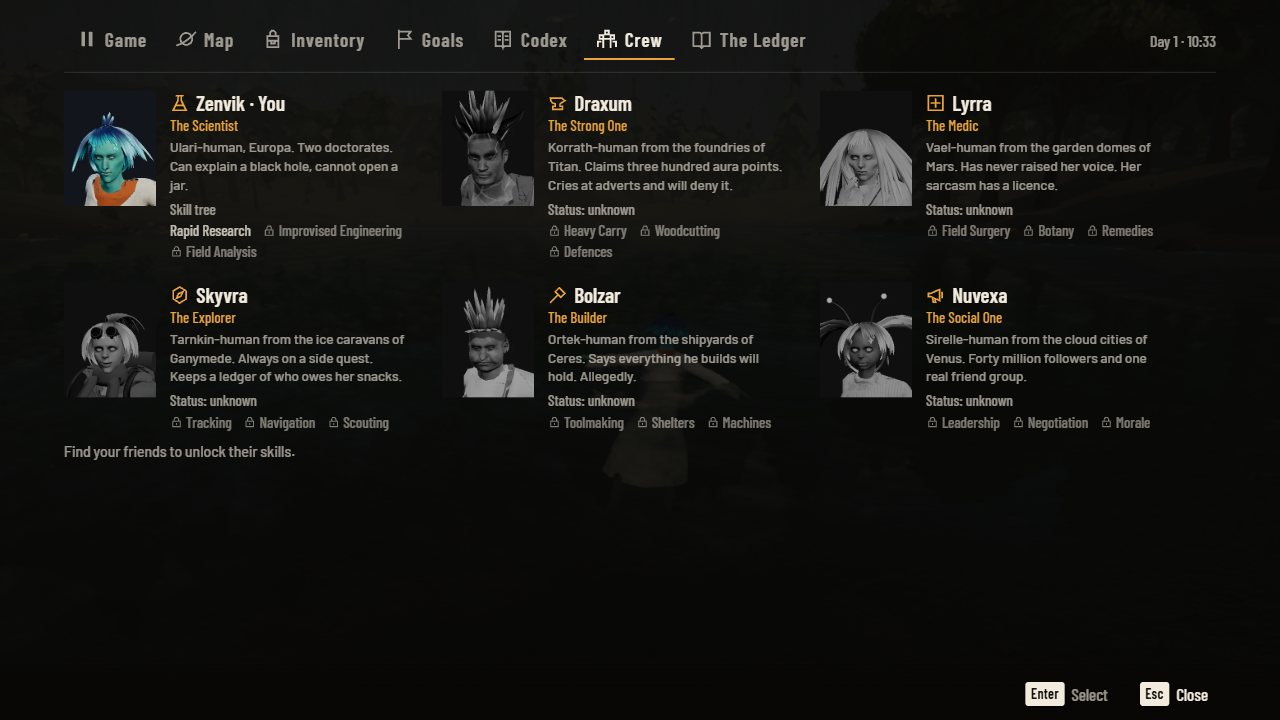 Game Map Inventory Goals Codex Crew The Ledger Day 1 · 10:33
Zenvik · You
The Scientist
Ulari-human, Europa. Two doctorates.
Can explain a black hole, cannot open a
jar.
Skill tree
Rapid Research Improvised Engineering
Field Analysis
Draxum
The Strong One
Korrath-human from the foundries of
Titan. Claims three hundred aura points.
Cries at adverts and will deny it.
Status: unknown
Heavy Carry Woodcutting
Defences
Lyrra
The Medic
Vael-human from the garden domes of
Mars. Has never raised her voice. Her
sarcasm has a licence.
Status: unknown
Field Surgery Botany Remedies
Skyvra
The Explorer
Tarnkin-human from the ice caravans of
Ganymede. Always on a side quest.
Keeps a ledger of who owes her snacks.
Status: unknown
Tracking Navigation Scouting
Bolzar
The Builder
Ortek-human from the shipyards of
Ceres. Says everything he builds will
hold. Allegedly.
Status: unknown
Toolmaking Shelters Machines
Nuvexa
The Social One
Sirelle-human from the cloud cities of
Venus. Forty million followers and one
real friend group.
Status: unknown
Leadership Negotiation Morale
Find your friends to unlock their skills.
Enter Select Esc Close